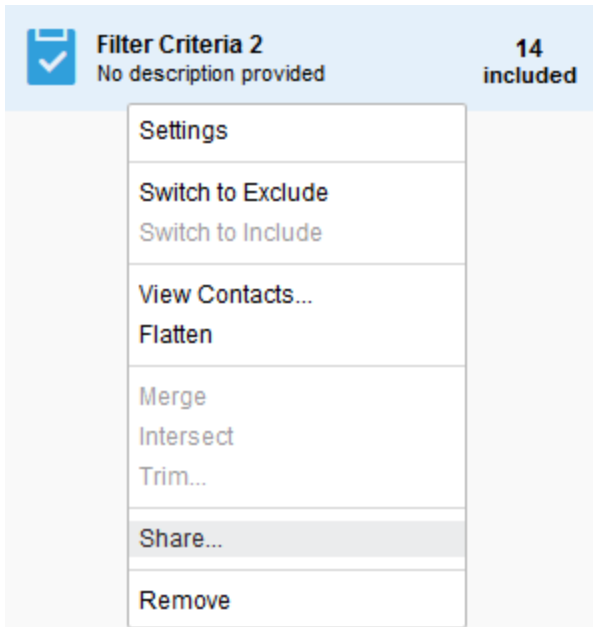 Filter Criteria 2
No description provided
14
included
Settings
Switch to Exclude
Switch to Include
View Contacts...
Flatten
Merge
Intersect
Trim...
Share...
Remove